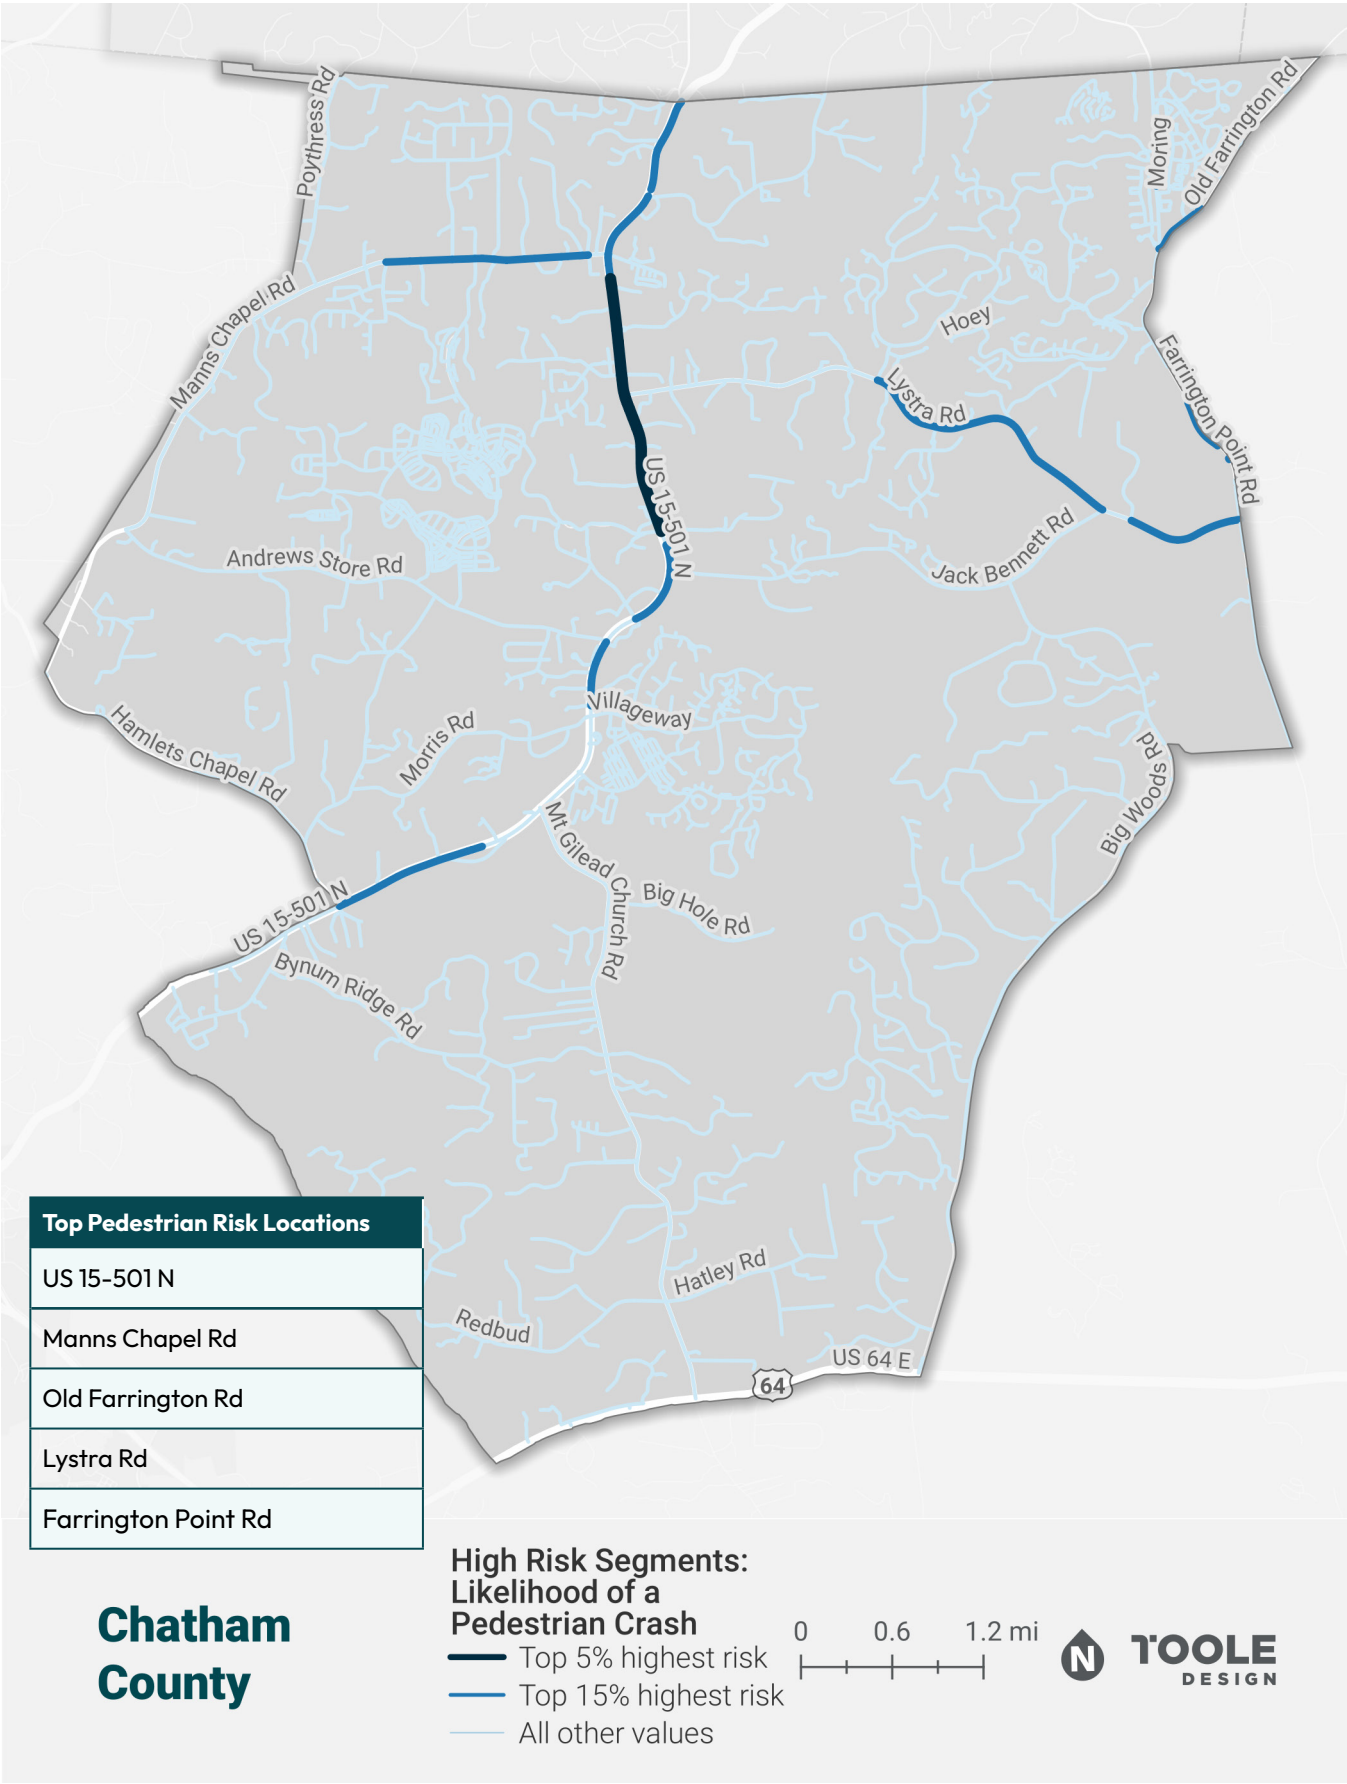 Poythress Rd
Moring
Old Farrington Rd
Manns Chapel Rd
Hoey
Lystra Rd
Farrington Point Rd
US 15-501 N
Andrews Store Rd
Jack Bennett Rd
Villageway
Morris Rd
Hamlets Chapel Rd
Big Woods Rd
Mt Gilead Church Rd
Big Hole Rd
US 15-501 N
Bynum Ridge Rd
Hatley Rd
Redbud
US 64 E
64
Top Pedestrian Risk Locations
US 15-501 N
Manns Chapel Rd
Old Farrington Rd
Lystra Rd
Farrington Point Rd
Chatham
County
High Risk Segments:
Likelihood of a
Pedestrian Crash
Top 5% highest risk
Top 15% highest risk
All other values
0 0.6 1.2 mi
N
TOOLE
DESIGN